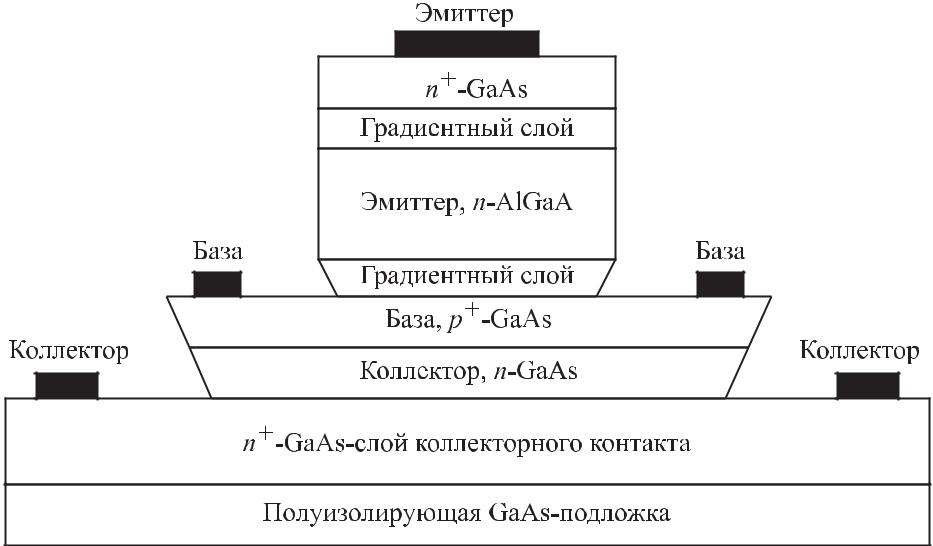 Эмиттер
n+-GaAs
Градиентный слой
Эмиттер, n-AlGaA
База
База
Градиентный слой
База, p+-GaAs
Коллектор
Коллектор
Коллектор, n-GaAs
n+-GaAs-слой коллекторного контакта
Полуизолирующая GaAs-подложка